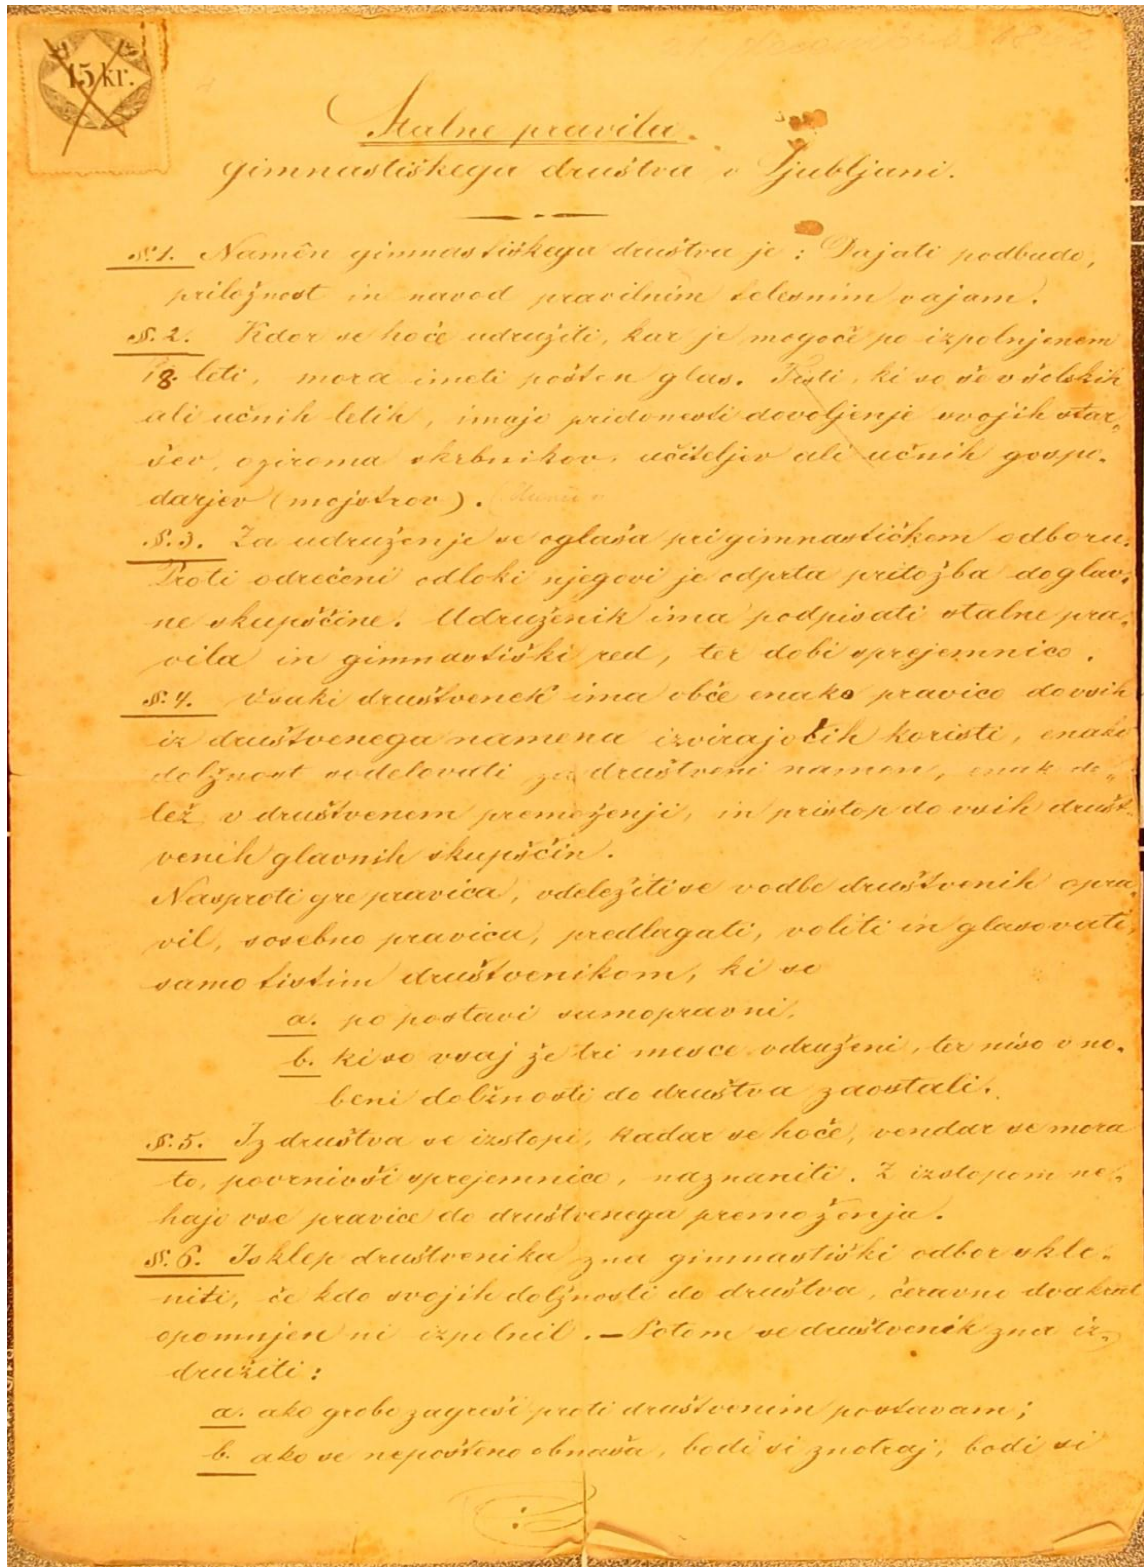 15 kr.
Stalne pravila
gimnastiškega društva v Ljubljani.
§.1. Namên gimnastiškega društva je: Dajati podbudo,
priložnost in navod pravilnim telesnim vajam.
§.2. Kdor se hoče udružiti, kar je mogoče po izpolnjenem
18. leti, mora imeti pošten glas. Tisti, ki so še v šolskih
ali učnih letih, imajo pridonesti dovoljenje svojih star„
šev, oziroma skrbnikov, učiteljev ali učnih gospo„
darjev (mojstrov).
§.3. Za udruženje se oglaša pri gimnastičkem odboru.
Proti odrečeni odloki njegovi je odprta pritožba do glav„
ne skupščine. Udruženik ima podpisati stalne pra„
vila in gimnastiški red, ter dobi sprejemnico.
§.4. Vsaki društvenek ima obče enako pravico do vsih
iz društvenega namena izvirajočih koristi, enako
dolžnost sodelovati za društveni namen, enak de„
lež v društvenem premoženji, in pristop do vsih društ„
venih glavnih skupščin.
Nasproti gre pravica, vdeležiti se vodbe društvenih opra„
vil, sosebno pravica, predlagati, voliti in glasovati,
samo tistim društvenikom, ki so
a. po postavi samopravni,
b. ki so vsaj že tri mesce udruženi, ter niso v no„
beni dolžnosti do društva zaostali.
§.5. Iz društva se izstopi, kadar se hoče, vendar se mora
to, povrnivši sprejemnico, naznaniti. Z izstopom ne„
hajo vse pravice do društvenega premoženja.
§.6. Isklep društvenika zna gimnastiški odbor skle„
niti, če kdo svojih dolžnosti do društva, čeravno dvakrat
opomnjen ni izpolnil. — Potem se društvenik zna iz„
družiti:
a. ako grobo zagreši proti društvenim postavam;
b. ako se nepošteno obnaša, bodi si znotraj, bodi si